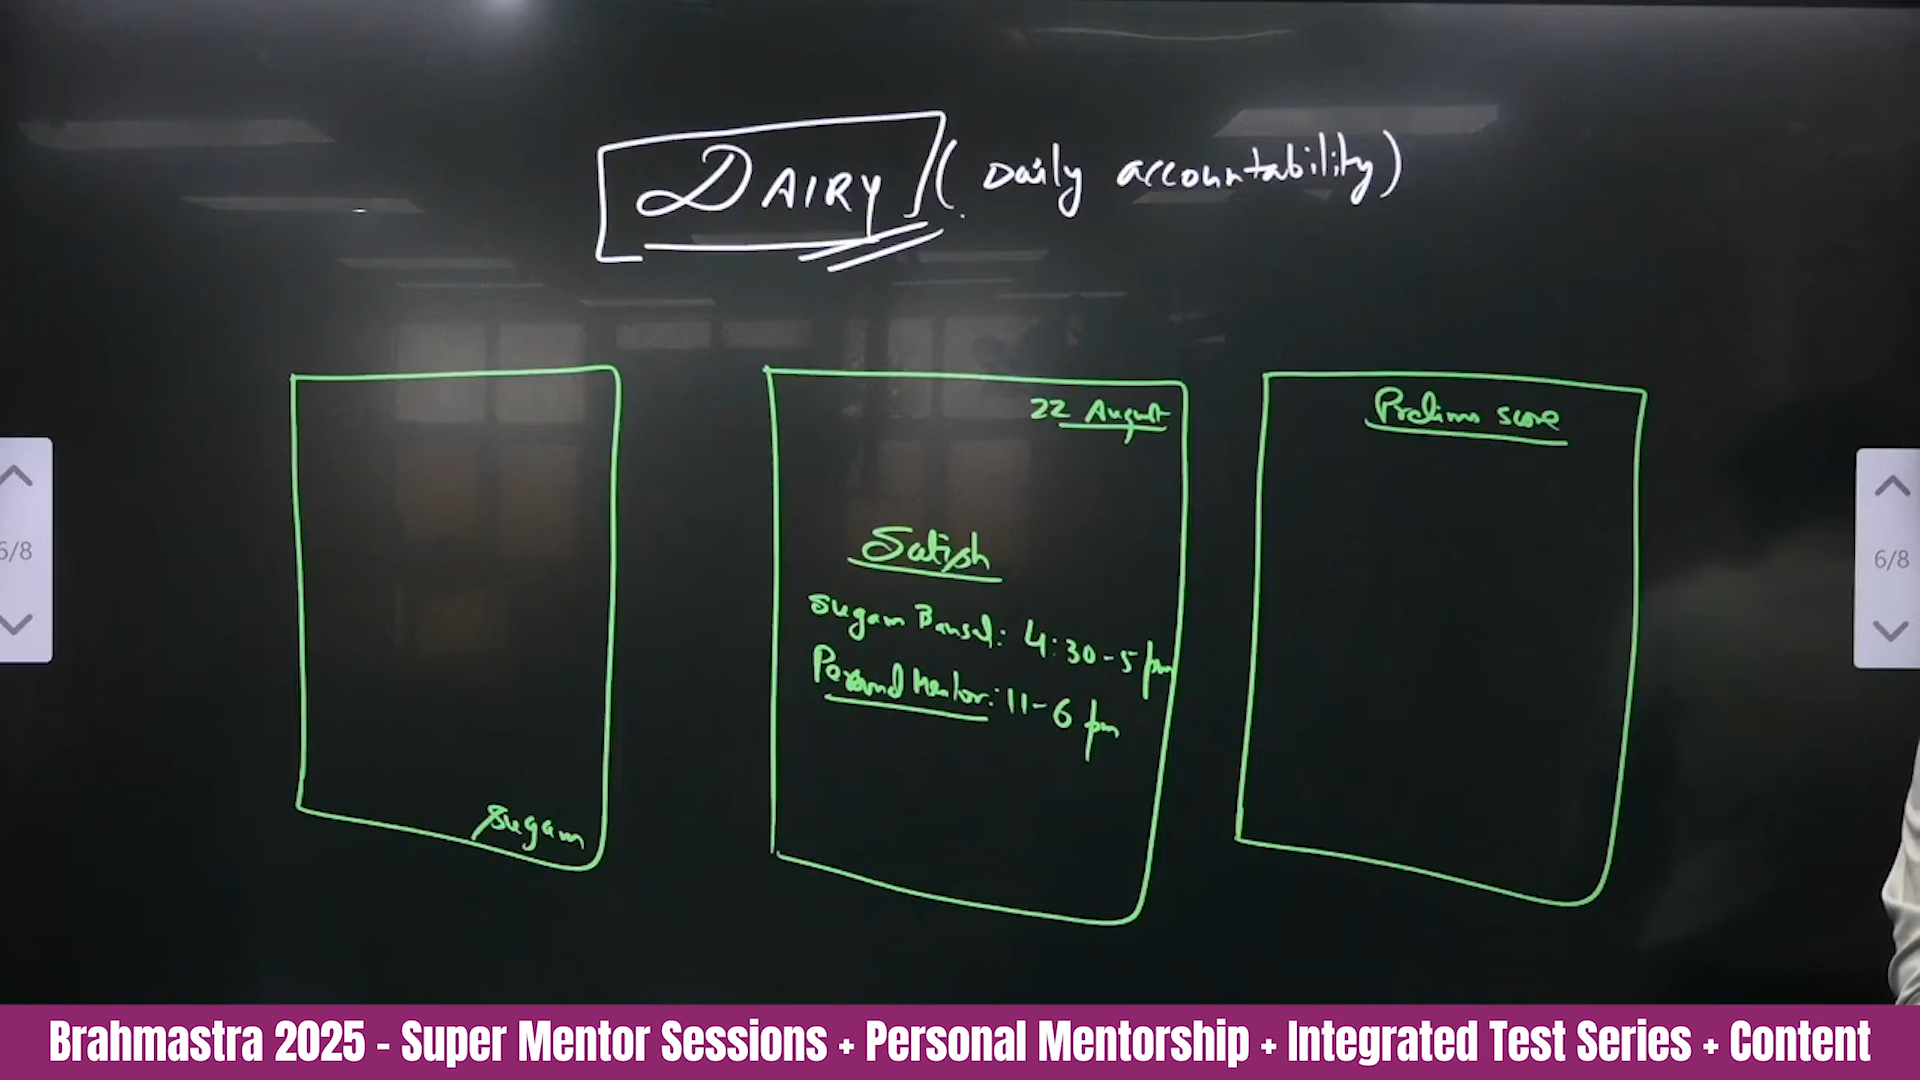 DAIRY (Daily accountability)
Sugam
22 August
Satish
Sugam Bansal: 4:30-5 pm
Personal Mentor: 11-6 pm
Prelims score
6/8
6/8
Brahmastra 2025 - Super Mentor Sessions + Personal Mentorship + Integrated Test Series + Content